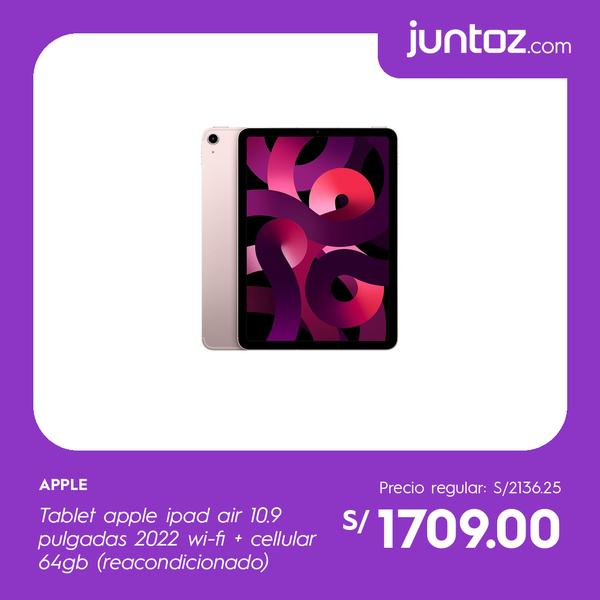 juntoz.com
APPLE
Tablet apple ipad air 10.9
pulgadas 2022 wi-fi + cellular
64gb (reacondicionado)
Precio regular: S/2136.25
S/ 1709.00